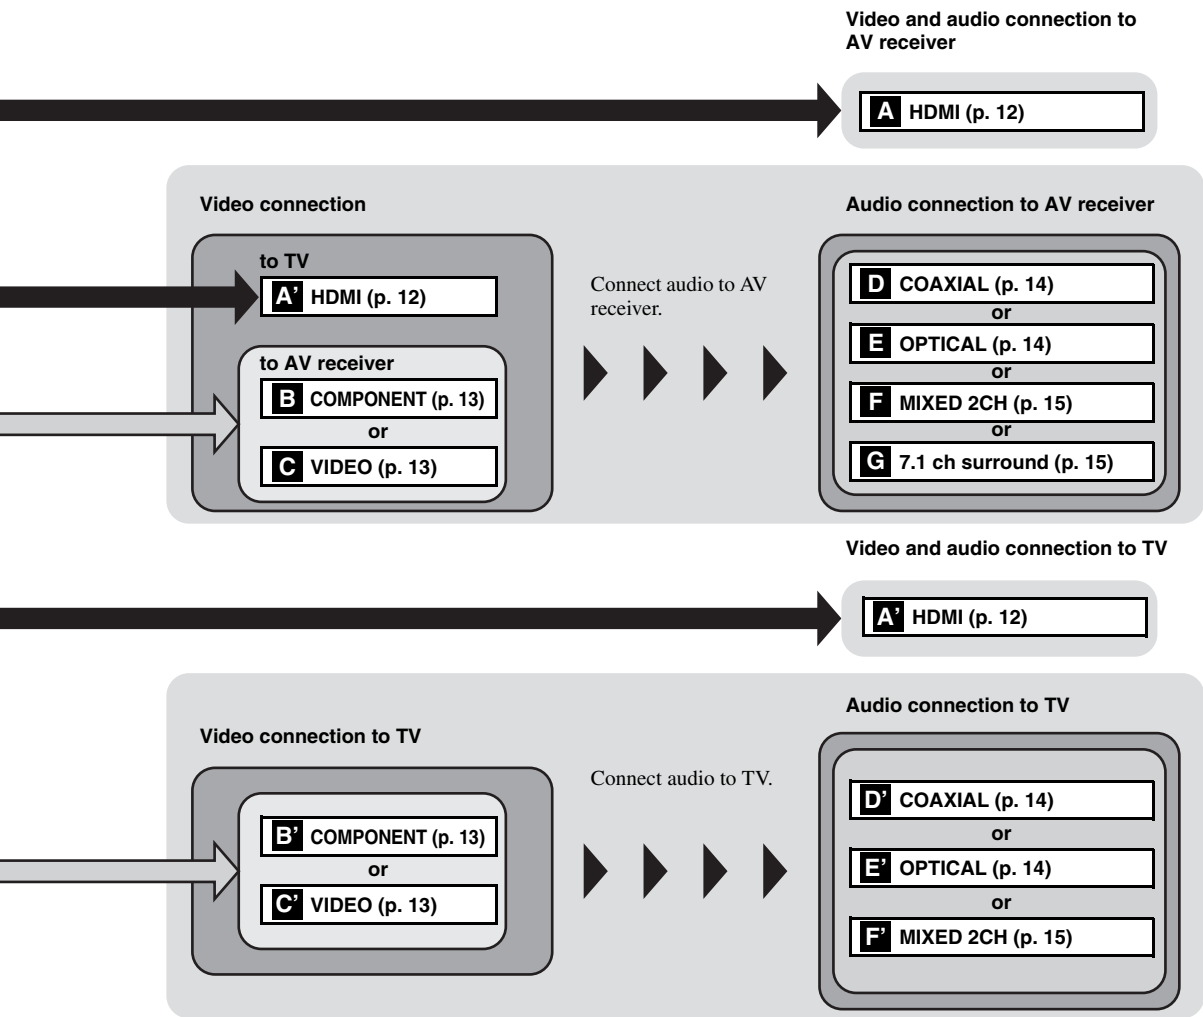 Video and audio connection to
AV receiver
A HDMI (p. 12)
Video connection
to TV
A’ HDMI (p. 12)
to AV receiver
B COMPONENT (p. 13)
or
C VIDEO (p. 13)
Connect audio to AV
receiver.
Audio connection to AV receiver
D COAXIAL (p. 14)
or
E OPTICAL (p. 14)
or
F MIXED 2CH (p. 15)
or
G 7.1 ch surround (p. 15)
Video and audio connection to TV
A’ HDMI (p. 12)
Video connection to TV
B’ COMPONENT (p. 13)
or
C’ VIDEO (p. 13)
Connect audio to TV.
Audio connection to TV
D’ COAXIAL (p. 14)
or
E’ OPTICAL (p. 14)
or
F’ MIXED 2CH (p. 15)